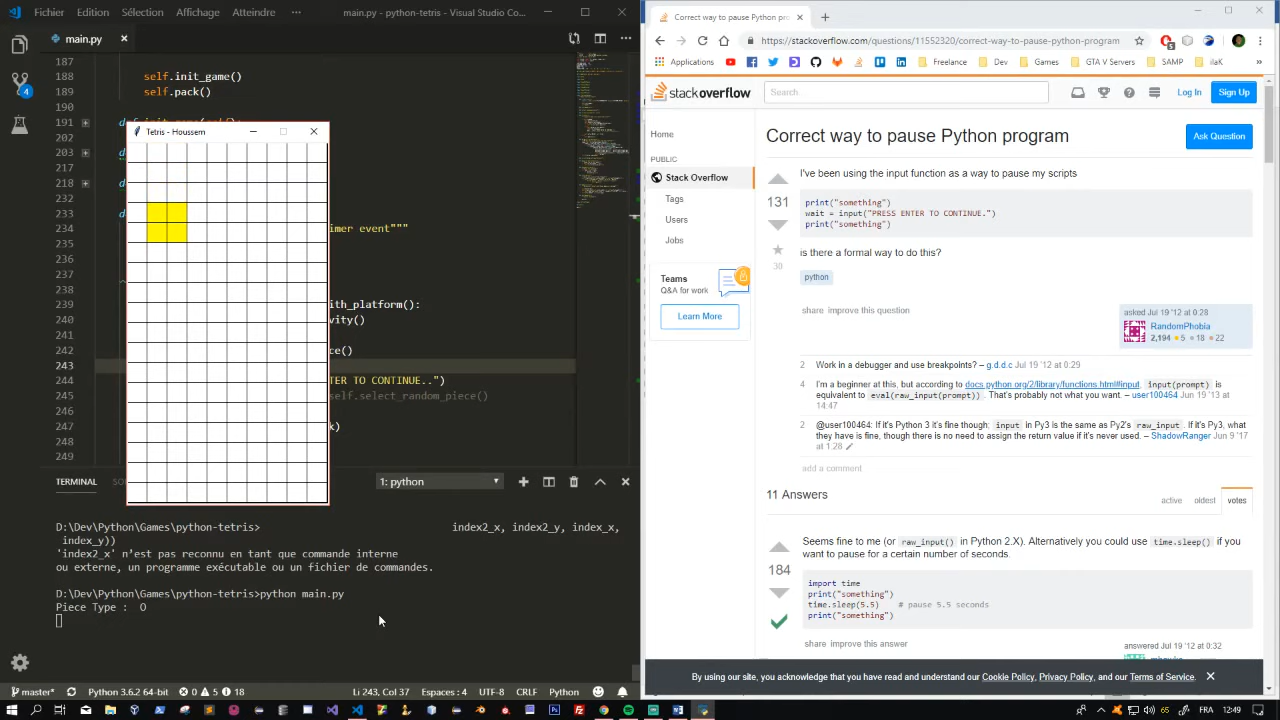 Fichier Édition Sélection Affichage Atteindre ··· main.py - python-tetris - Visual Studio Co...
main.py
188 self.init_game()
189 self.pack()
190
Tetris - Houssem
imer event"""
ith_platform():
vity()
ce()
TER TO CONTINUE..")
self.select_random_piece()
k)
233
234
235
236
237
238
239
240
241
242
243
244
245
246
247
248
249
TERMINAL
1: python
D:\Dev\Python\Games\python-tetris> index2_x, index2_y, index_x,
index_y))
'index2_x' n'est pas reconnu en tant que commande interne
ou externe, un programme exécutable ou un fichier de commandes.
D:\Dev\Python\Games\python-tetris>python main.py
Piece Type : O
master* Python 3.6.2 64-bit 0 5 18 Li 243, Col 37 Espaces : 4 UTF-8 CRLF Python
Correct way to pause Python pro
https://stackoverflow.com/questions/11552320/correct-way-to-pause-python-program
Applications Freelance Dev Games GTA V Servers SAMP ilaX »
stackoverflow Search... Log In Sign Up
Home
PUBLIC
Stack Overflow
Tags
Users
Jobs
Teams
Q&A for work
Learn More
Correct way to pause Python program
Ask Question
I've been using the input function as a way to pause my scripts
131
print("something")
wait = input("PRESS ENTER TO CONTINUE.")
print("something")
is there a formal way to do this?
30
python
share improve this question
asked Jul 19 '12 at 0:28
RandomPhobia
2,194 5 18 22
2 Work in a debugger and use breakpoints? – g.d.d.c Jul 19 '12 at 0:29
4 I'm a beginner at this, but according to docs.python.org/2/library/functions.html#input, input(prompt) is
equivalent to eval(raw_input(prompt)). That's probably not what you want. – user100464 Jun 19 '13 at
14:47
2 @user100464: If it's Python 3 it's fine though; input in Py3 is the same as Py2's raw_input. If it's Py3, what
they have is fine, though there is no need to assign the return value if it's never used. – ShadowRanger Jun 9 '17
at 1:28
add a comment
11 Answers
active oldest votes
Seems fine to me (or raw_input() in Python 2.X). Alternatively you could use time.sleep() if you
want to pause for a certain number of seconds.
184
import time
print("something")
time.sleep(5.5) # pause 5.5 seconds
print("something")
share improve this answer
answered Jul 19 '12 at 0:32
By using our site, you acknowledge that you have read and understand our Cookie Policy, Privacy Policy, and our Terms of Service.
FR 12:49